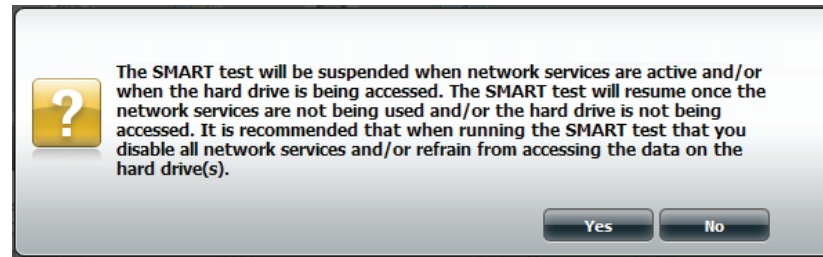 The SMART test will be suspended when network services are active and/or
when the hard drive is being accessed. The SMART test will resume once the
network services are not being used and/or the hard drive is not being
accessed. It is recommended that when running the SMART test that you
disable all network services and/or refrain from accessing the data on the
hard drive(s).
Yes No